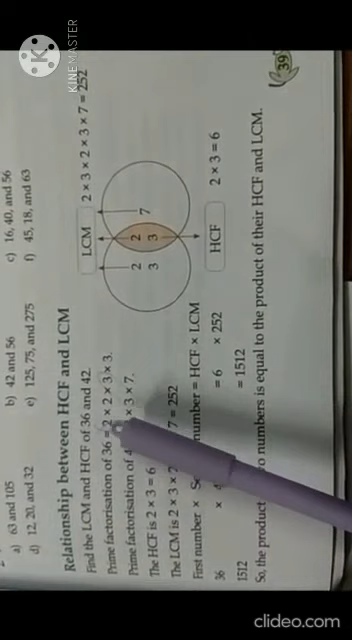 KINEMASTER
a) 63 and 105 b) 42 and 56 c) 16, 40, and 56
d) 12, 20, and 32 e) 125, 75, and 275 f) 45, 18, and 63
Relationship between HCF and LCM
Find the LCM and HCF of 36 and 42.
Prime factorisation of 36 = 2 × 2 × 3 × 3.
Prime factorisation of 4 × 3 × 7.
The HCF is 2 × 3 = 6
The LCM is 2 × 3 × 7 = 252
LCM 2 × 3 × 2 × 3 × 7 = 252
2 2 7
3 3
HCF 2 × 3 = 6
First number × number = HCF × LCM
36 × = 6 × 252
1512 = 1512
So, the product numbers is equal to the product of their HCF and LCM.
39
clideo.com